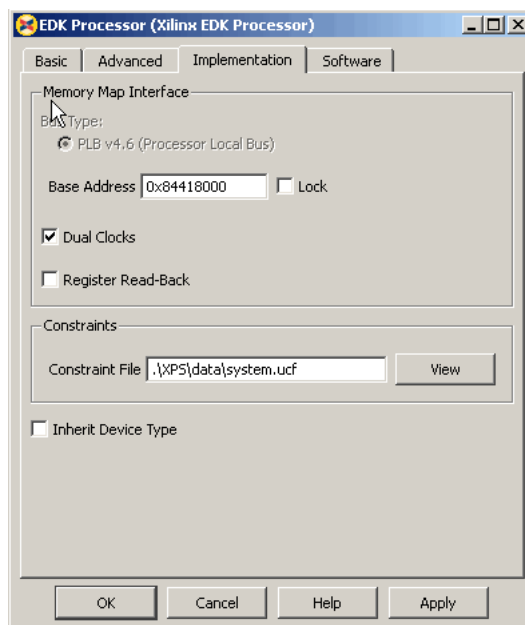 EDK Processor (Xilinx EDK Processor)
Basic Advanced Implementation Software
Memory Map Interface
Bus Type:
PLB v4.6 (Processor Local Bus)
Base Address 0x84418000 Lock
Dual Clocks
Register Read-Back
Constraints
Constraint File .\XPS\data\system.ucf View
Inherit Device Type
OK Cancel Help Apply